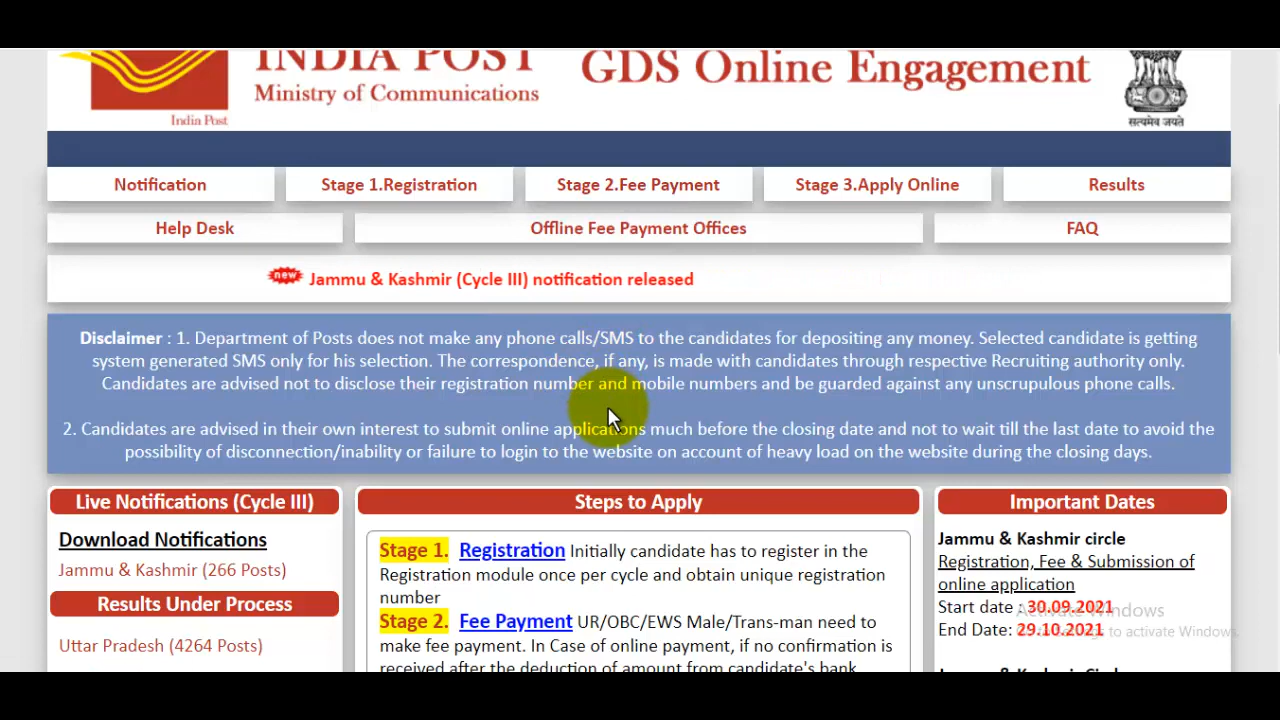 INDIA POST
GDS Online Engagement
Ministry of Communications
India Post
सत्यमेव जयते
Notification
Stage 1.Registration
Stage 2.Fee Payment
Stage 3.Apply Online
Results
Help Desk
Offline Fee Payment Offices
FAQ
new Jammu & Kashmir (Cycle III) notification released
Disclaimer : 1. Department of Posts does not make any phone calls/SMS to the candidates for depositing any money. Selected candidate is getting
system generated SMS only for his selection. The correspondence, if any, is made with candidates through respective Recruiting authority only.
Candidates are advised not to disclose their registration number and mobile numbers and be guarded against any unscrupulous phone calls.
2. Candidates are advised in their own interest to submit online applications much before the closing date and not to wait till the last date to avoid the
possibility of disconnection/inability or failure to login to the website on account of heavy load on the website during the closing days.
Live Notifications (Cycle III)
Download Notifications
Jammu & Kashmir (266 Posts)
Results Under Process
Uttar Pradesh (4264 Posts)
Steps to Apply
Stage 1. Registration Initially candidate has to register in the
Registration module once per cycle and obtain unique registration
number
Stage 2. Fee Payment UR/OBC/EWS Male/Trans-man need to
make fee payment. In Case of online payment, if no confirmation is
received after the deduction of amount from candidate's bank
Important Dates
Jammu & Kashmir circle
Registration, Fee & Submission of
online application
Start date : 30.09.2021
End Date: 29.10.2021
Jammu & Kashmir Circle
Activate Windows
to activate Windows.